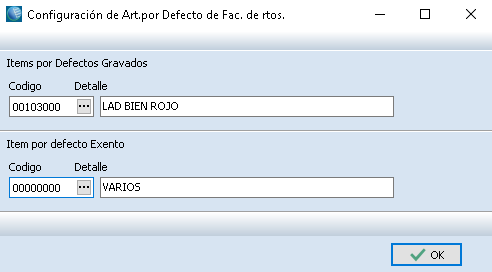 Configuración de Art.por Defecto de Fac. de rtos.
Items por Defectos Gravados
Codigo Detalle
00103000 ... LAD BIEN ROJO
Item por defecto Exento
Codigo Detalle
00000000 ... VARIOS
OK